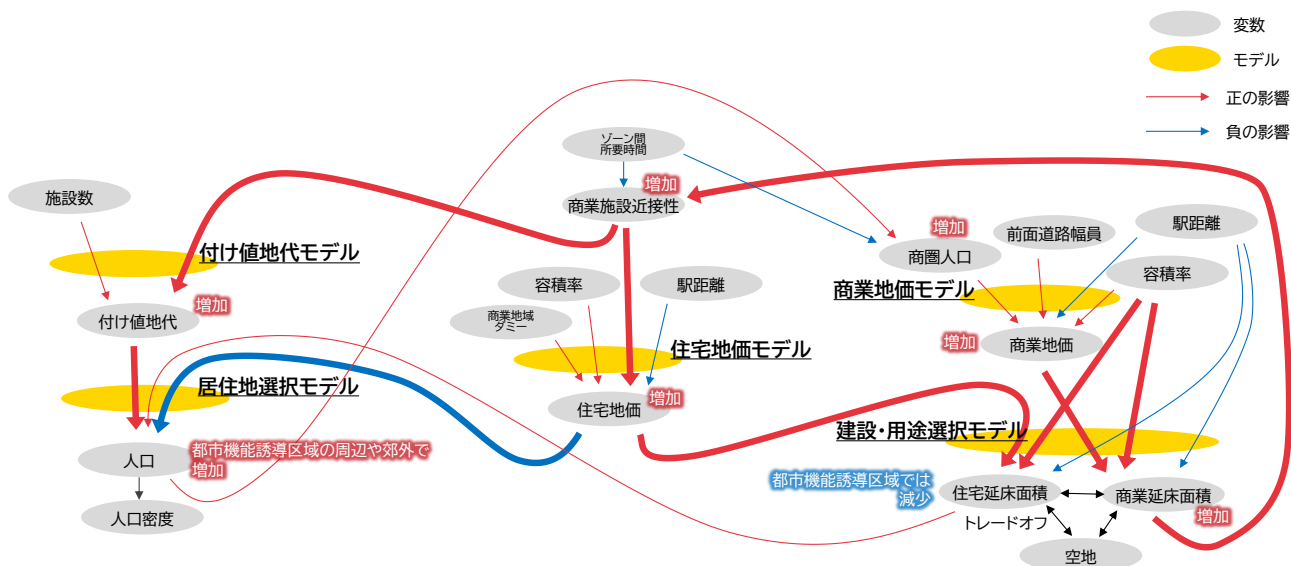 変数
モデル
正の影響
負の影響
ゾーン間
所要時間
増加
商業施設近接性
施設数
付け値地代モデル
付け値地代
増加
居住地選択モデル
人口
都市機能誘導区域の周辺や郊外で
増加
人口密度
容積率
駅距離
商業地域
ダミー
住宅地価モデル
住宅地価
増加
増加
商圏人口
前面道路幅員
駅距離
容積率
商業地価モデル
増加
商業地価
建設・用途選択モデル
都市機能誘導区域では
減少
住宅延床面積
商業延床面積
増加
トレードオフ
空地